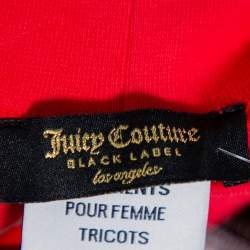 Juicy Couture
BLACK LABEL
los angeles
POUR FEMME
TRICOTS